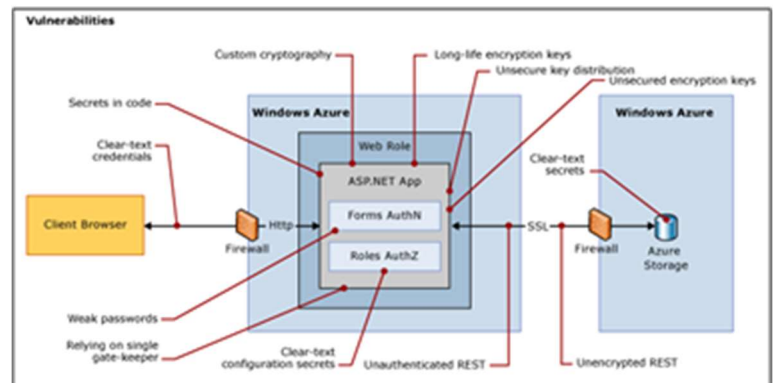 Vulnerabilities
Custom cryptography
Long-life encryption keys
Unsecure key distribution
Unsecured encryption keys
Secrets in code
Windows Azure
Windows Azure
Clear-text
credentials
Web Role
ASP.NET App
Clear-text
secrets
Client Browser
Http
Forms AuthN
SSL
Firewall
Firewall
Azure
Storage
Roles AuthZ
Weak passwords
Relying on single
gate-keeper
Clear-text
configuration secrets
Unauthenticated REST
Unencrypted REST